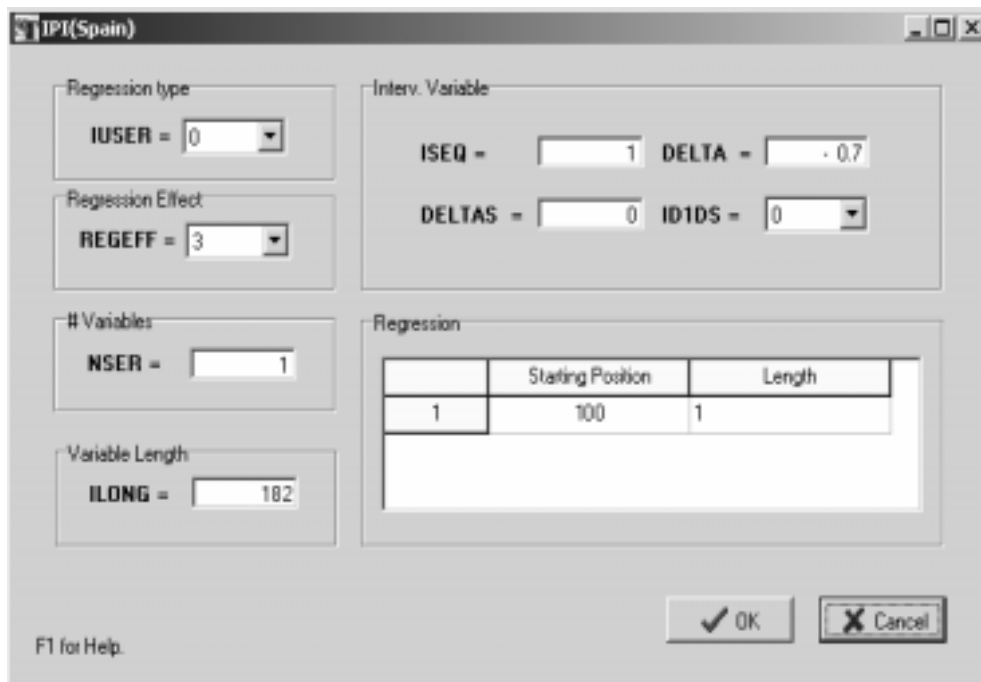 IPI(Spain)
Regression type
IUSER = 0
Regression Effect
REGEFF = 3
# Variables
NSER = 1
Variable Length
ILONG = 182
Interv. Variable
ISEQ = 1 DELTA = - 0.7
DELTAS = 0 ID1DS = 0
Regression
Starting Position Length
1 100 1
OK Cancel
F1 for Help.